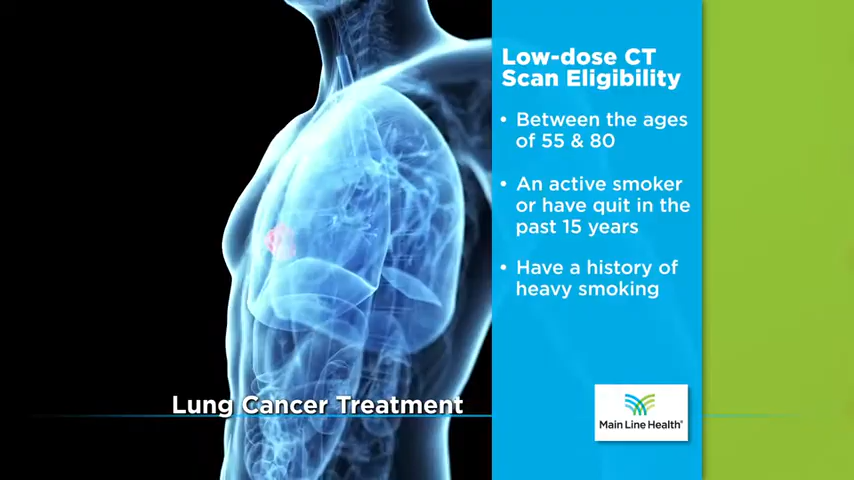 Low-dose CT
Scan Eligibility
• Between the ages
of 55 & 80
• An active smoker
or have quit in the
past 15 years
• Have a history of
heavy smoking
Lung Cancer Treatment
Main Line Health®